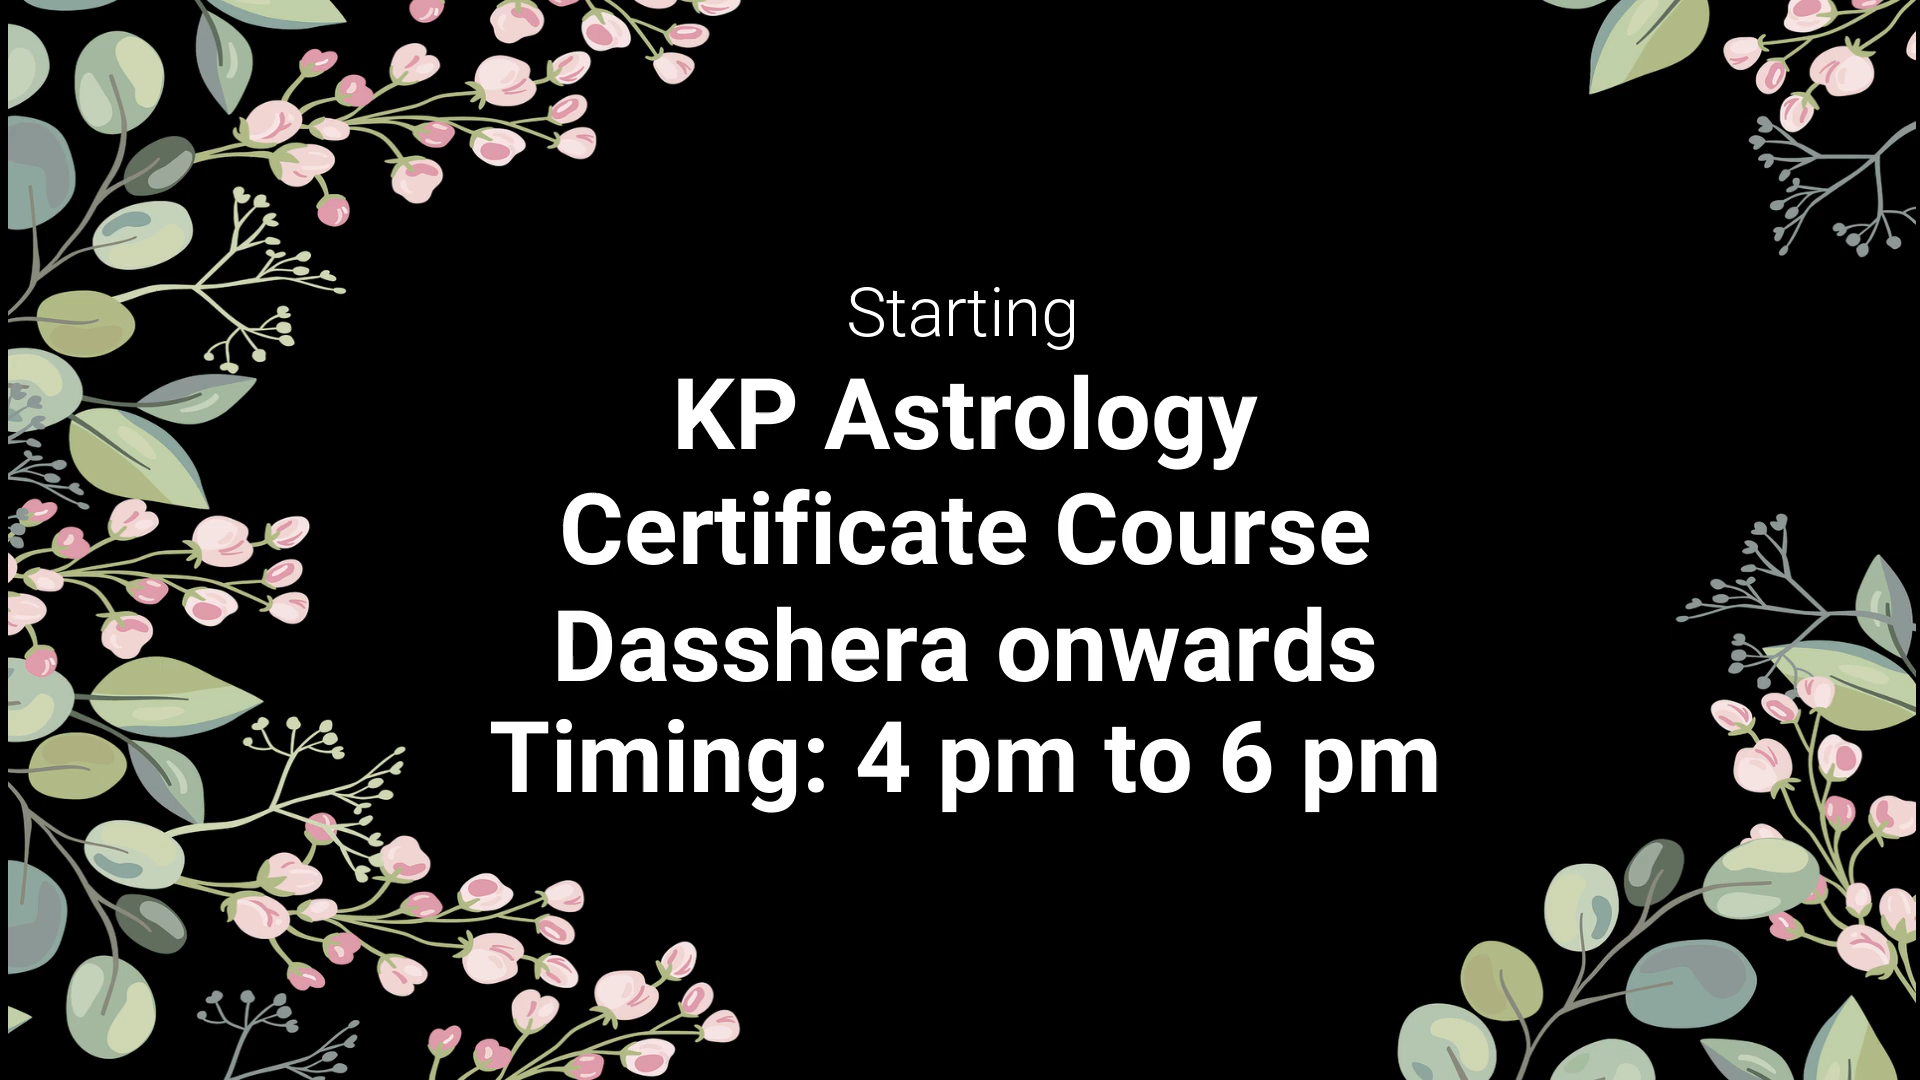 Starting
KP Astrology
Certificate Course
Dasshera onwards
Timing: 4 pm to 6 pm